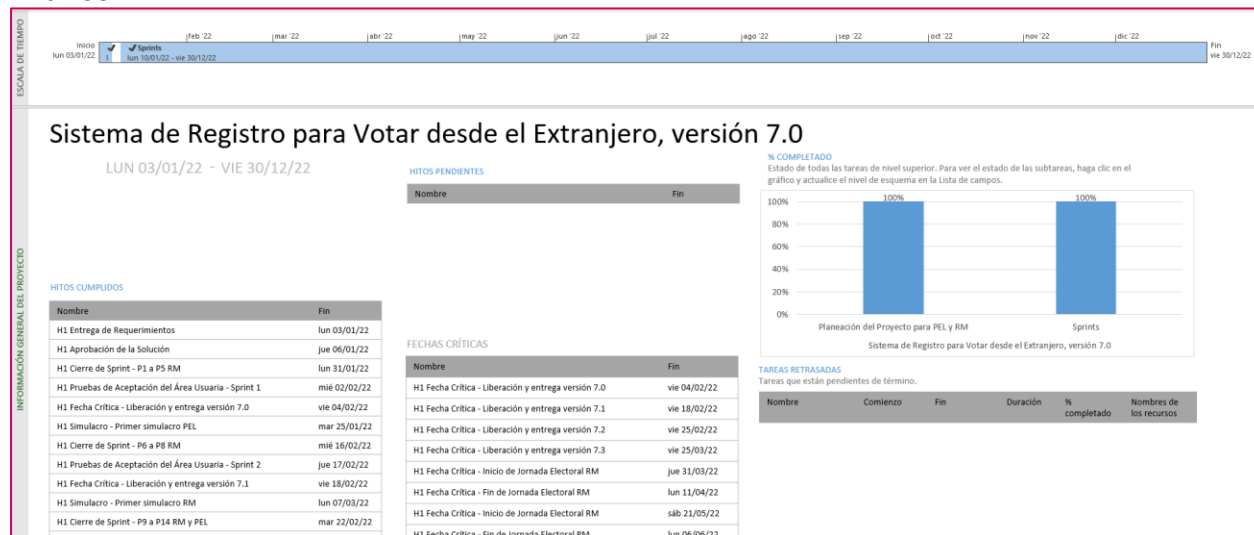 ESCALA DE TIEMPO
feb '22 mar '22 abr '22 may '22 jun '22 jul '22 ago '22 sep '22 oct '22 nov '22 dic '22
Inicio
lun 03/01/22
Sprints
lun 10/01/22 - vie 30/12/22
Fin
vie 30/12/22
INFORMACIÓN GENERAL DEL PROYECTO
Sistema de Registro para Votar desde el Extranjero, versión 7.0
LUN 03/01/22 - VIE 30/12/22
HITOS CUMPLIDOS
Nombre Fin
H1 Entrega de Requerimientos lun 03/01/22
H1 Aprobación de la Solución jue 06/01/22
H1 Cierre de Sprint - P1 a P5 RM lun 31/01/22
H1 Pruebas de Aceptación del Área Usuaria - Sprint 1 mié 02/02/22
H1 Fecha Crítica - Liberación y entrega versión 7.0 vie 04/02/22
H1 Simulacro - Primer simulacro PEL mar 25/01/22
H1 Cierre de Sprint - P6 a P8 RM mié 16/02/22
H1 Pruebas de Aceptación del Área Usuaria - Sprint 2 jue 17/02/22
H1 Fecha Crítica - Liberación y entrega versión 7.1 vie 18/02/22
H1 Simulacro - Primer simulacro RM lun 07/03/22
H1 Cierre de Sprint - P9 a P14 RM y PEL mar 22/02/22
HITOS PENDIENTES
Nombre Fin
FECHAS CRÍTICAS
Nombre Fin
H1 Fecha Crítica - Liberación y entrega versión 7.0 vie 04/02/22
H1 Fecha Crítica - Liberación y entrega versión 7.1 vie 18/02/22
H1 Fecha Crítica - Liberación y entrega versión 7.2 vie 25/02/22
H1 Fecha Crítica - Liberación y entrega versión 7.3 vie 25/03/22
H1 Fecha Crítica - Inicio de Jornada Electoral RM jue 31/03/22
H1 Fecha Crítica - Fin de Jornada Electoral RM lun 11/04/22
H1 Fecha Crítica - Inicio de Jornada Electoral RM sáb 21/05/22
H1 Fecha Crítica - Fin de Jornada Electoral RM lun 06/06/22
% COMPLETADO
Estado de todas las tareas de nivel superior. Para ver el estado de las subtareas, haga clic en el
gráfico y actualice el nivel de esquema en la Lista de campos.
100% 100% 100%
80%
60%
40%
20%
0%
Planeación del Proyecto para PEL y RM Sprints
Sistema de Registro para Votar desde el Extranjero, versión 7.0
TAREAS RETRASADAS
Tareas que están pendientes de término.
Nombre Comienzo Fin Duración % completado Nombres de los recursos